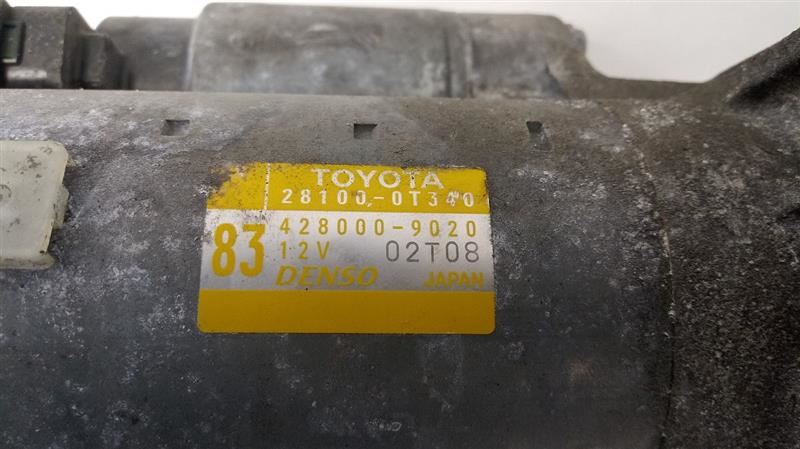 TOYOTA
28100-0T340
428000-9020
83 12V 02T08
DENSO JAPAN